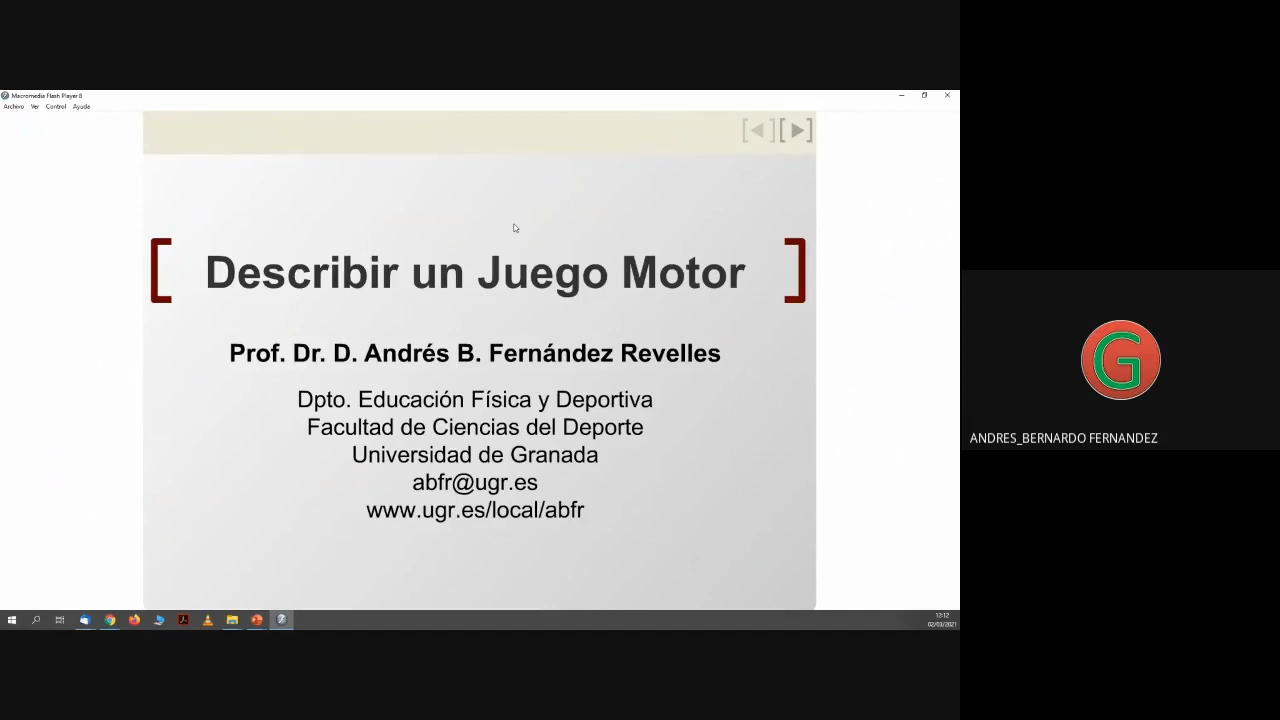 Macromedia Flash Player 8
Archivo Ver Control Ayuda
Describir un Juego Motor
Prof. Dr. D. Andrés B. Fernández Revelles
Dpto. Educación Física y Deportiva
Facultad de Ciencias del Deporte
Universidad de Granada
abfr@ugr.es
www.ugr.es/local/abfr
G
ANDRES_BERNARDO FERNANDEZ
13:12
02/03/2021